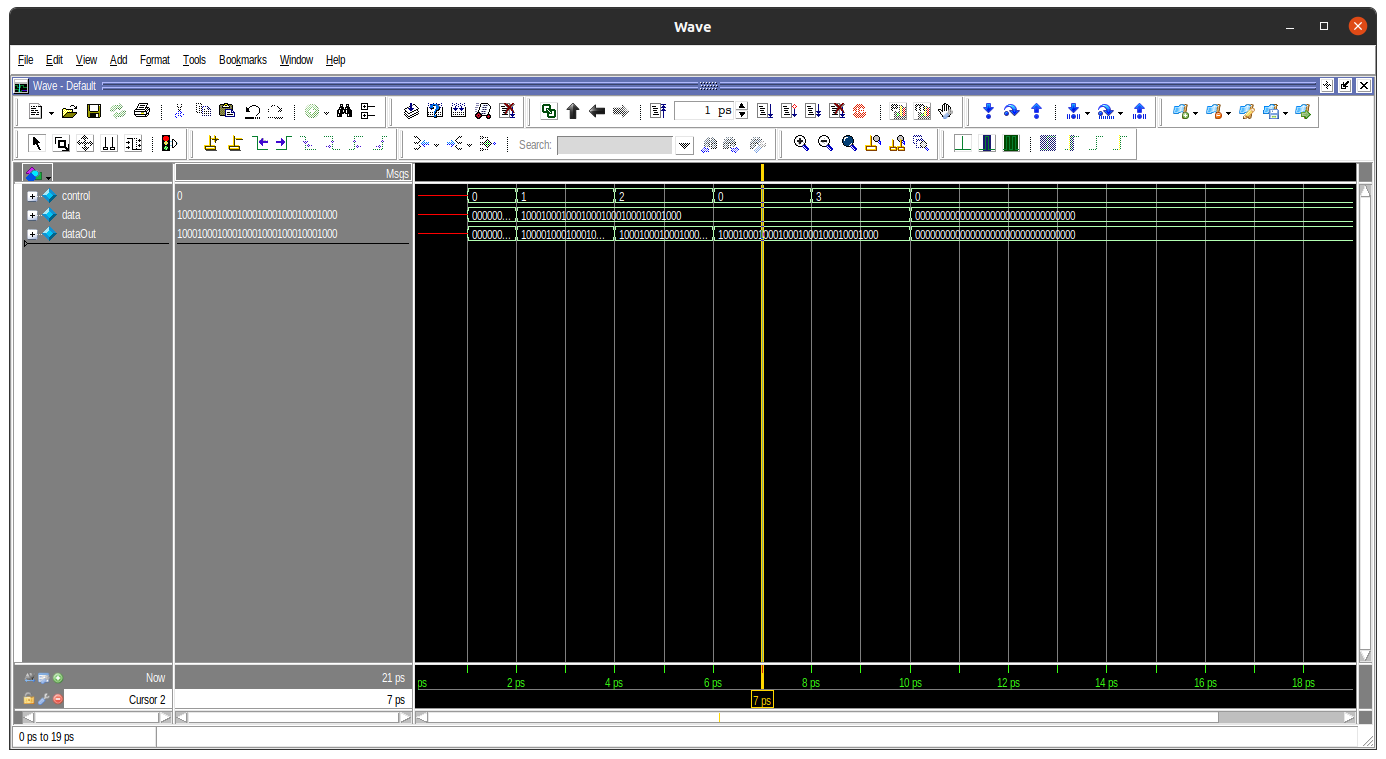 Wave
File Edit View Add Format Tools Bookmarks Window Help
Wave - Default
1 ps
Search:
Msgs
control 0 0 1 2 0 3 0
data 10001000100010001000100010001000 000000... 10001000100010001000100010001000 00000000000000000000000000000000
dataOut 10001000100010001000100010001000 000000... 10001000100010001000100010001000 00000000000000000000000000000000
Now 21 ps ps 2 ps 4 ps 6 ps 8 ps 10 ps 12 ps 14 ps 16 ps 18 ps
Cursor 2 7 ps 7 ps
0 ps to 19 ps